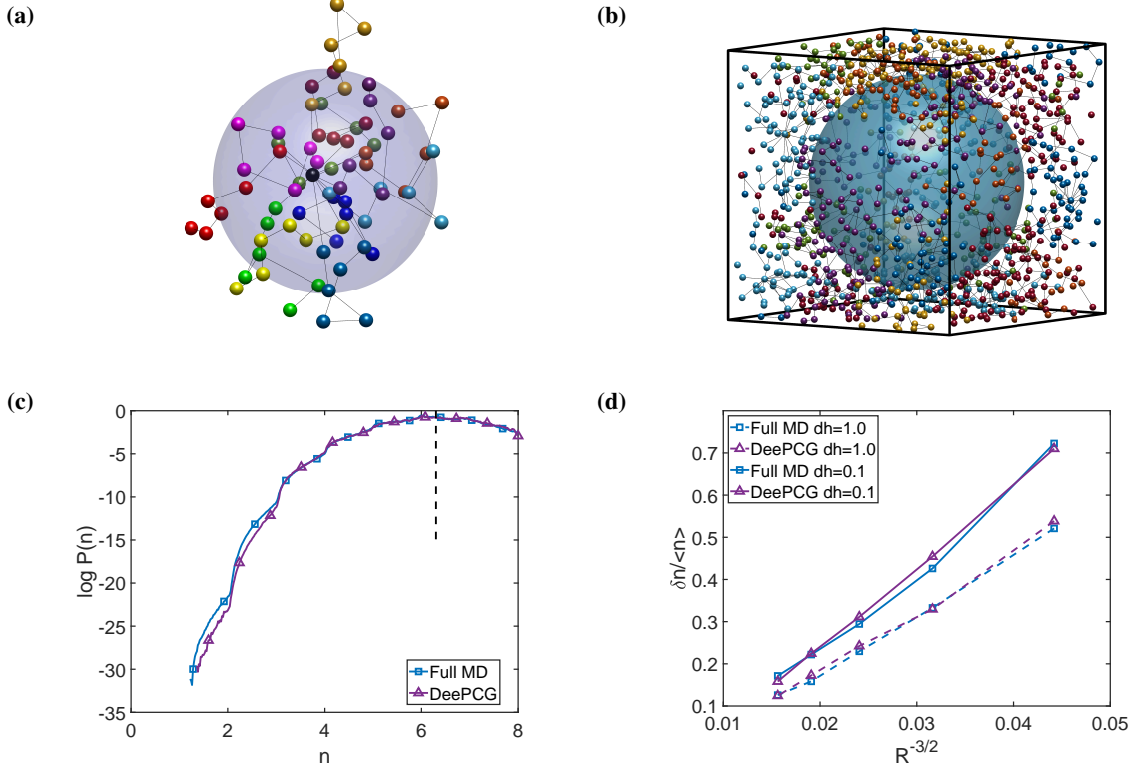 (a)
(b)
(c)
0
-5
-10
-15
-20
-25
-30
-35
log P(n)
0
2
4
6
8
n
Full MD
DeePCG
(d)
Full MD dh=1.0
DeePCG dh=1.0
Full MD dh=0.1
DeePCG dh=0.1
0.7
0.6
0.5
0.4
0.3
0.2
0.1
δn/<n>
0.01
0.02
0.03
0.04
0.05
R^-3/2